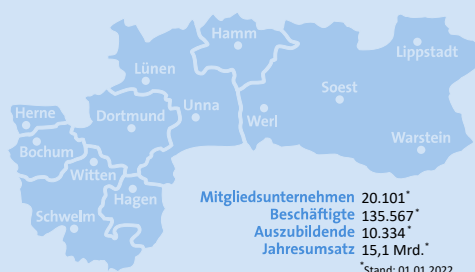 Hamm
Lippstadt
Lünen
Soest
Unna
Herne
Dortmund
Werl
Warstein
Bochum
Witten
Hagen
Schwelm
Mitgliedsunternehmen 20.101*
Beschäftigte 135.567*
Auszubildende 10.334*
Jahresumsatz 15,1 Mrd.*
*Stand: 01.01.2022